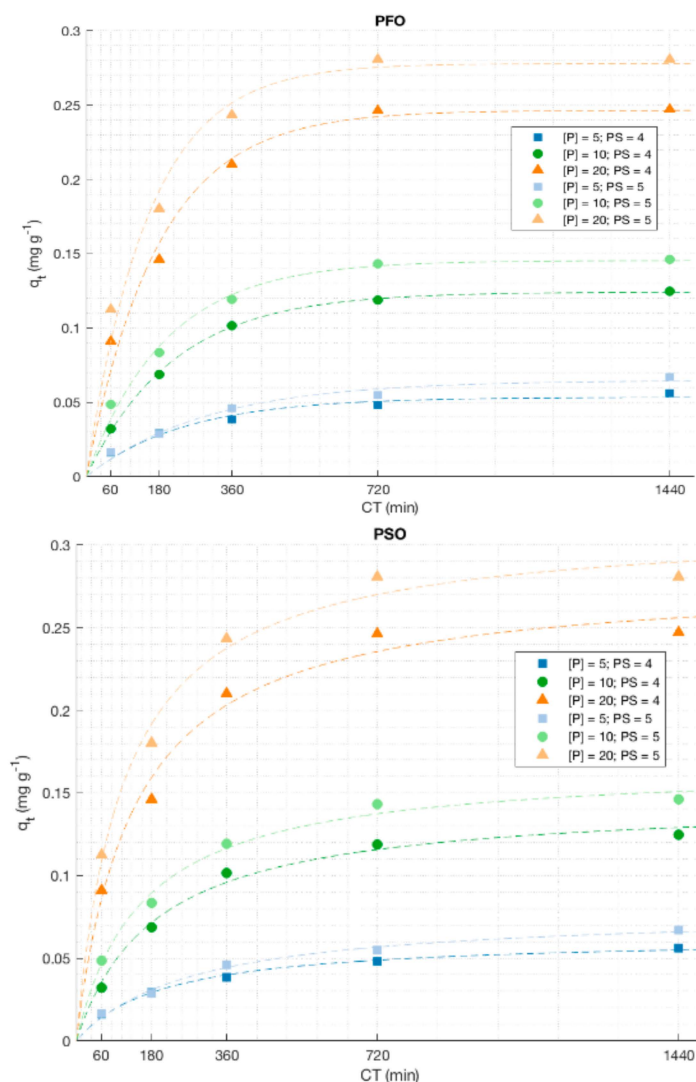 PFO
0.3
0.25
0.2
0.15
0.1
0.05
0
qt (mg g-1)
[P] = 5; PS = 4
[P] = 10; PS = 4
[P] = 20; PS = 4
[P] = 5; PS = 5
[P] = 10; PS = 5
[P] = 20; PS = 5
60 180 360 720 1440
CT (min)
PSO
0.3
0.25
0.2
0.15
0.1
0.05
0
qt (mg g-1)
[P] = 5; PS = 4
[P] = 10; PS = 4
[P] = 20; PS = 4
[P] = 5; PS = 5
[P] = 10; PS = 5
[P] = 20; PS = 5
60 180 360 720 1440
CT (min)